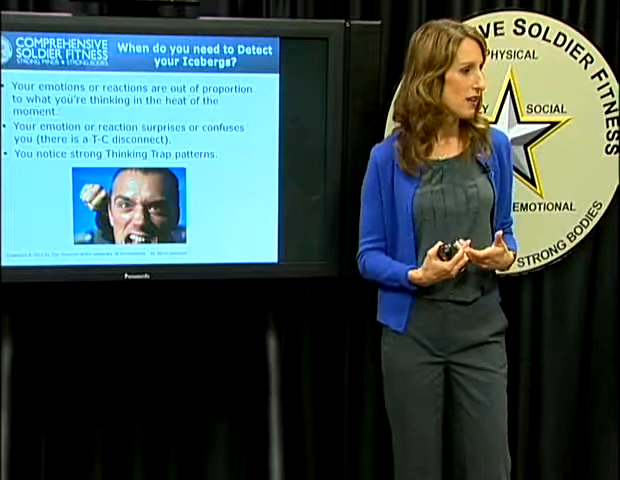 COMPREHENSIVE
SOLDIER FITNESS
STRONG MINDS ★ STRONG BODIES
When do you need to Detect
your Icebergs?
• Your emotions or reactions are out of proportion
to what you're thinking in the heat of the
moment.
• Your emotion or reaction surprises or confuses
you (there is a T-C disconnect).
• You notice strong Thinking Trap patterns.
Panasonic
VE SOLDIER FITNESS
PHYSICAL
LY
SOCIAL
EMOTIONAL
STRONG BODIES